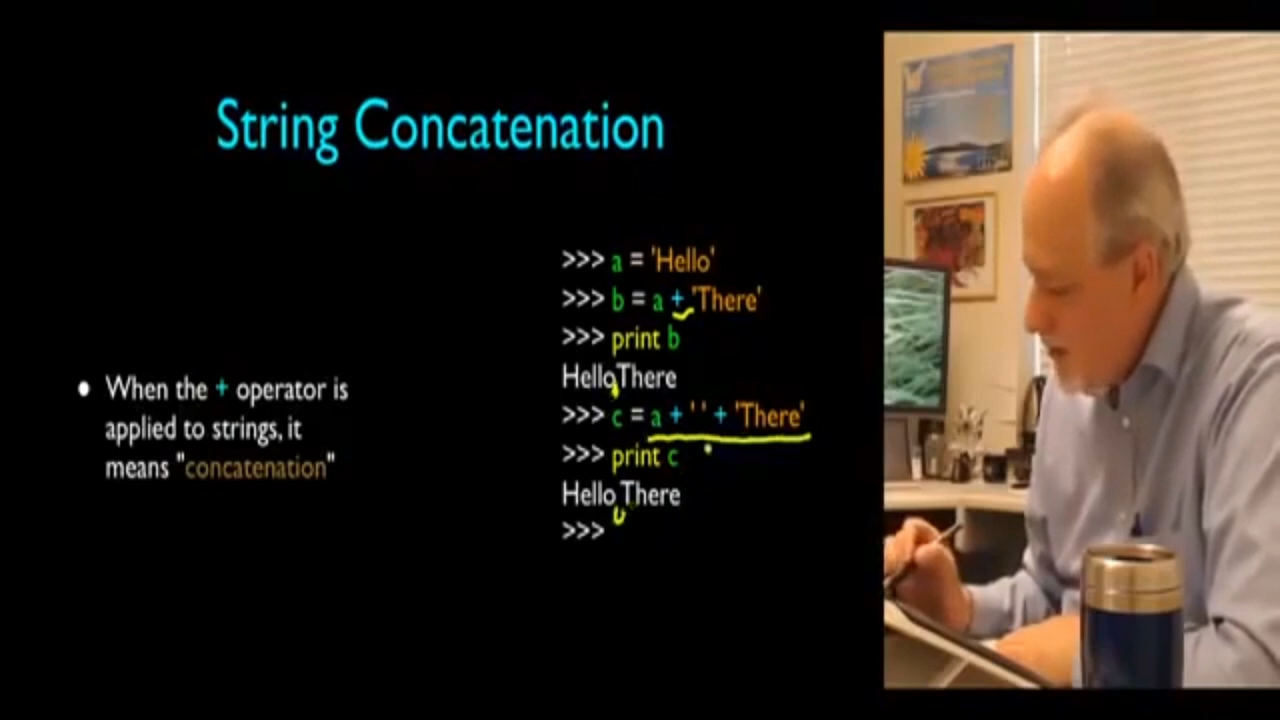 String Concatenation
>>> a = 'Hello'
>>> b = a + 'There'
>>> print b
HelloThere
>>> c = a + ' ' + 'There'
>>> print c
Hello There
>>>
• When the + operator is
applied to strings, it
means "concatenation"